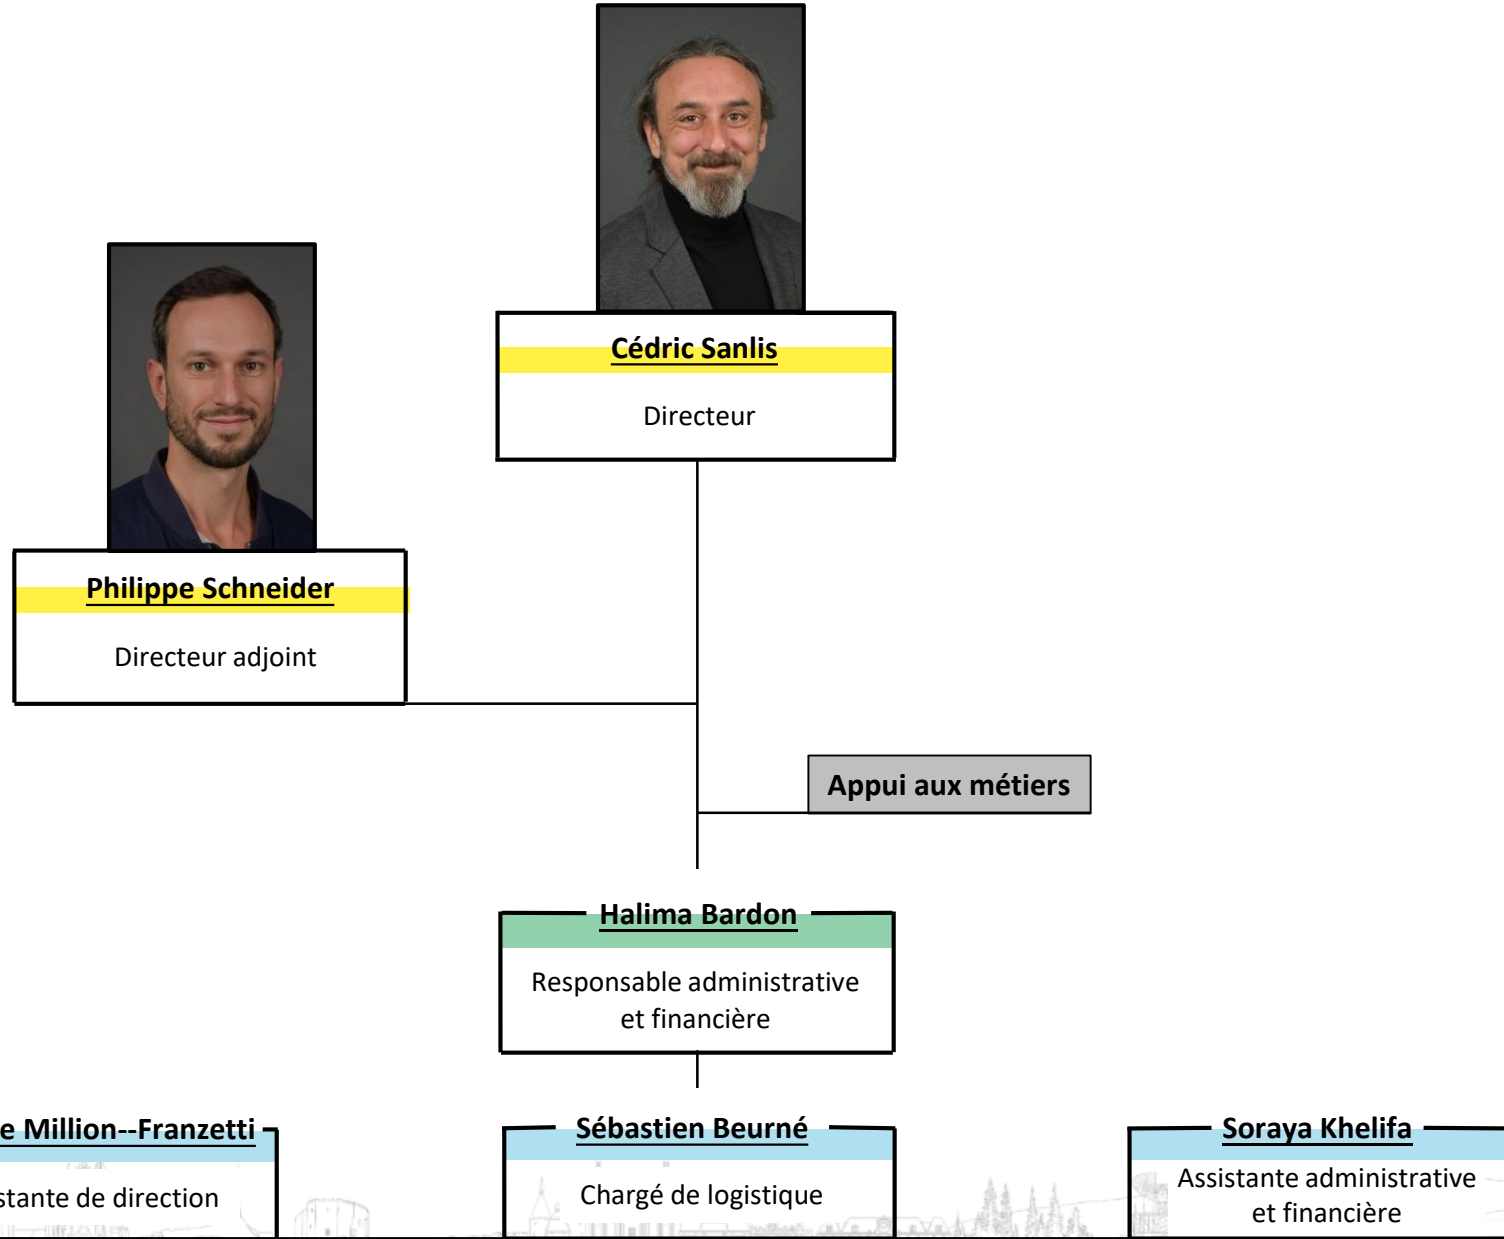 Cédric Sanlis
Directeur
Philippe Schneider
Directeur adjoint
Appui aux métiers
Halima Bardon
Responsable administrative
et financière
Million--Franzetti
de direction
Sébastien Beurné
Chargé de logistique
Soraya Khelifa
Assistante administrative
et financière